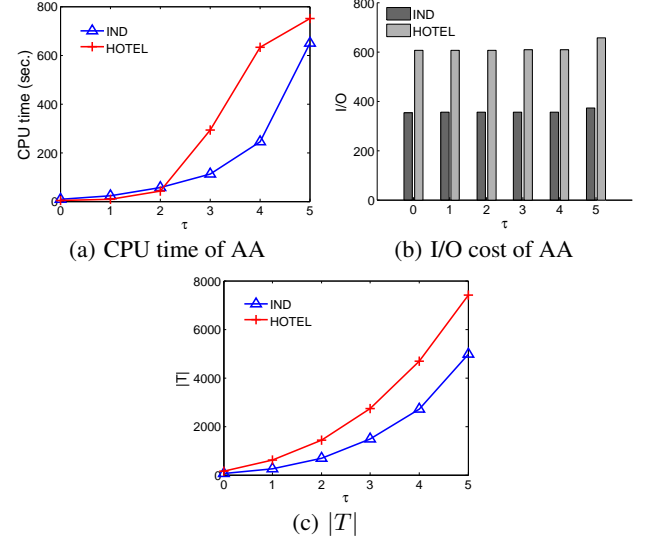 800
600
400
200
0
CPU time (sec.)
IND
HOTEL
0 1 2 3 4 5
τ
(a) CPU time of AA
800
600
400
200
0
I/O
IND
HOTEL
0 1 2 3 4 5
τ
(b) I/O cost of AA
8000
6000
4000
2000
0
|T|
IND
HOTEL
0 1 2 3 4 5
τ
(c) |T|